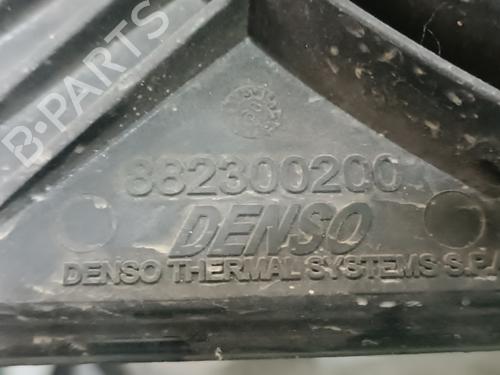 B-PARTS
882300200
DENSO
DENSO THERMAL SYSTEMS S.P.A